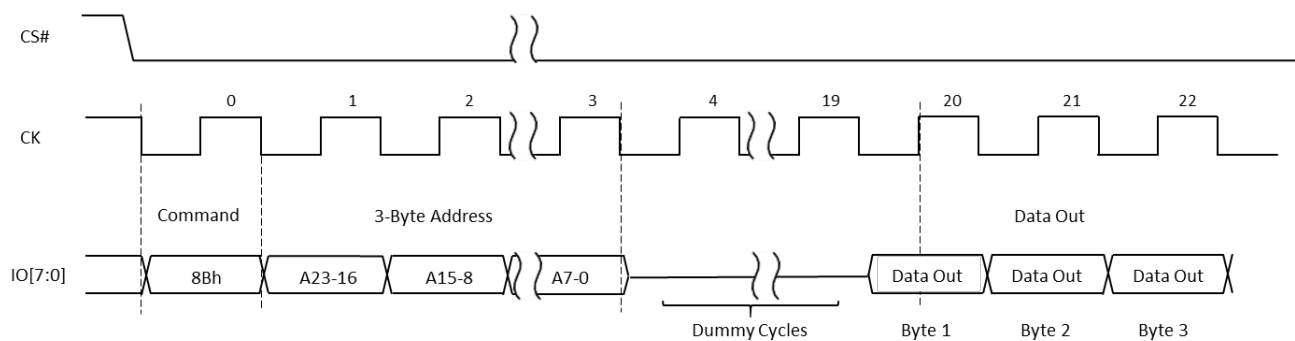 CS#
0 1 2 3 4 19 20 21 22
CK
Command 3-Byte Address Data Out
IO[7:0] 8Bh A23-16 A15-8 A7-0 Data Out Data Out Data Out
Dummy Cycles Byte 1 Byte 2 Byte 3